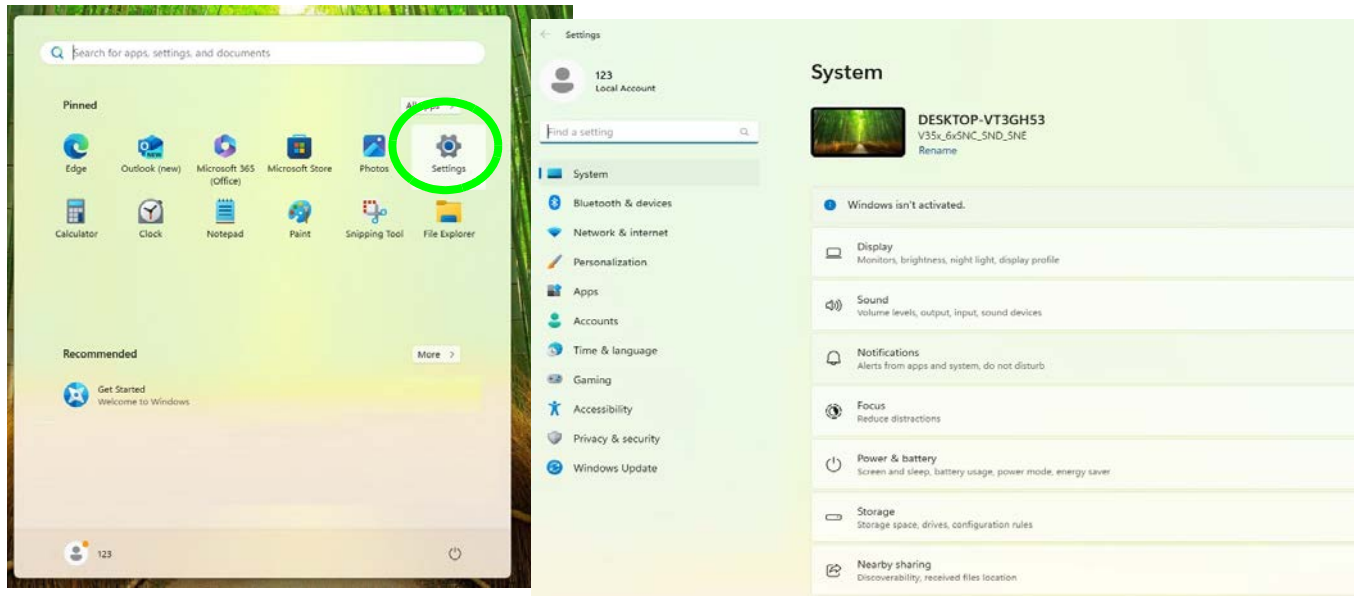 Search for apps, settings, and documents
Pinned
All apps >
Edge
Outlook (new)
Microsoft 365
(Office)
Microsoft Store
Photos
Settings
Calculator
Clock
Notepad
Paint
Snipping Tool
File Explorer
Recommended
More >
Get Started
Welcome to Windows
123
Settings
123
Local Account
Find a setting
System
Bluetooth & devices
Network & internet
Personalization
Apps
Accounts
Time & language
Gaming
Accessibility
Privacy & security
Windows Update
System
DESKTOP-VT3GH53
V35x_6xSNC_SND_SNE
Rename
Windows isn't activated.
Display
Monitors, brightness, night light, display profile
Sound
Volume levels, output, input, sound devices
Notifications
Alerts from apps and system, do not disturb
Focus
Reduce distractions
Power & battery
Screen and sleep, battery usage, power mode, energy saver
Storage
Storage space, drives, configuration rules
Nearby sharing
Discoverability, received files location